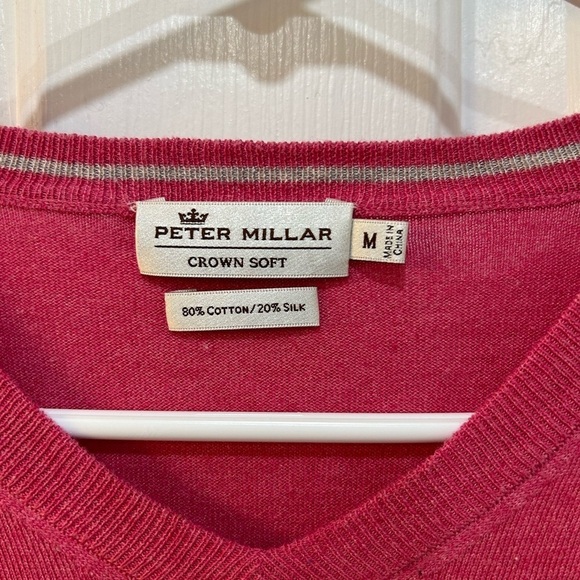 PETER MILLAR
CROWN SOFT
M
MADE IN
CHINA
80% COTTON/20% SILK